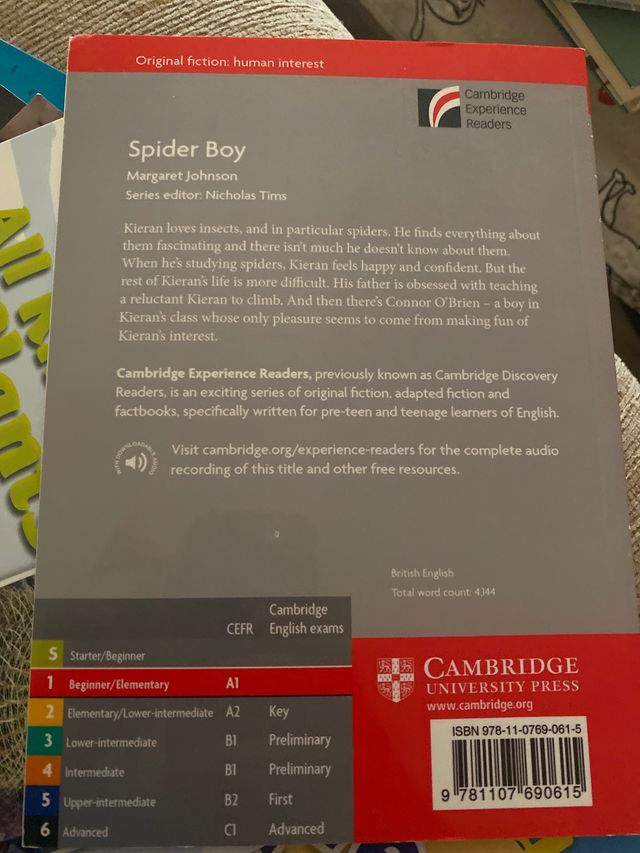 Original fiction: human interest
Cambridge
Experience
Readers
Spider Boy
Margaret Johnson
Series editor: Nicholas Tims
Kieran loves insects, and in particular spiders. He finds everything about
them fascinating and there isn't much he doesn't know about them.
When he's studying spiders, Kieran feels happy and confident. But the
rest of Kieran's life is more difficult. His father is obsessed with teaching
a reluctant Kieran to climb. And then there's Connor O'Brien – a boy in
Kieran's class whose only pleasure seems to come from making fun of
Kieran's interest.
Cambridge Experience Readers, previously known as Cambridge Discovery
Readers, is an exciting series of original fiction, adapted fiction and
factbooks, specifically written for pre-teen and teenage learners of English.
WITH DOWNLOADABLE AUDIO
Visit cambridge.org/experience-readers for the complete audio
recording of this title and other free resources.
British English
Total word count: 4,144
Cambridge
CEFR English exams
S Starter/Beginner
1 Beginner/Elementary A1
2 Elementary/Lower-intermediate A2 Key
3 Lower-intermediate B1 Preliminary
4 Intermediate B1 Preliminary
5 Upper-intermediate B2 First
6 Advanced C1 Advanced
CAMBRIDGE
UNIVERSITY PRESS
www.cambridge.org
ISBN 978-11-0769-061-5
9 781107 690615
All